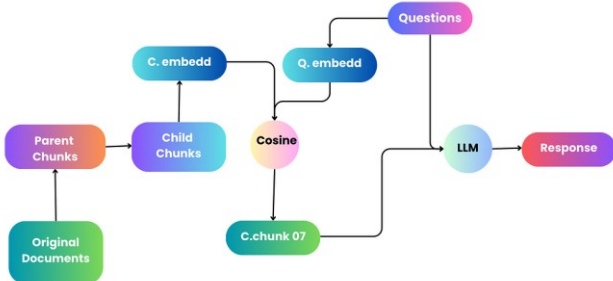 Questions
C. embedd
Q. embedd
Parent
Chunks
Child
Chunks
Cosine
LLM
Response
Original
Documents
C.chunk 07